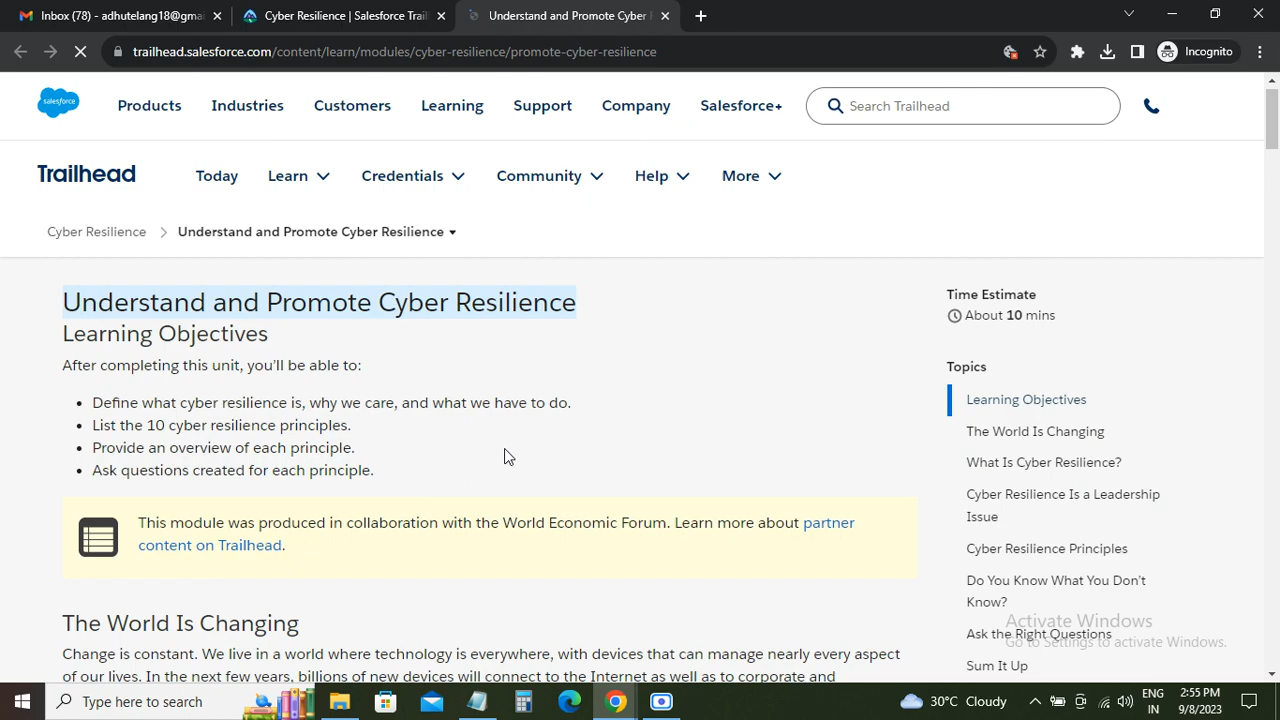 Inbox (78) - adhutelang18@gmail
Cyber Resilience | Salesforce Trail
Understand and Promote Cyber
trailhead.salesforce.com/content/learn/modules/cyber-resilience/promote-cyber-resilience
Incognito
salesforce
Products
Industries
Customers
Learning
Support
Company
Salesforce+
Search Trailhead
Trailhead
Today
Learn
Credentials
Community
Help
More
Cyber Resilience
Understand and Promote Cyber Resilience
Understand and Promote Cyber Resilience
Learning Objectives
After completing this unit, you'll be able to:
• Define what cyber resilience is, why we care, and what we have to do.
• List the 10 cyber resilience principles.
• Provide an overview of each principle.
• Ask questions created for each principle.
This module was produced in collaboration with the World Economic Forum. Learn more about partner
content on Trailhead.
The World Is Changing
Change is constant. We live in a world where technology is everywhere, with devices that can manage nearly every aspect
of our lives. In the next few years, billions of new devices will connect to the Internet as well as to corporate and
Time Estimate
About 10 mins
Topics
Learning Objectives
The World Is Changing
What Is Cyber Resilience?
Cyber Resilience Is a Leadership
Issue
Cyber Resilience Principles
Do You Know What You Don't
Know?
Ask the Right Questions
Sum It Up
Activate Windows
Go to Settings to activate Windows.
Type here to search
30°C Cloudy
ENG
IN
2:55 PM
9/8/2023